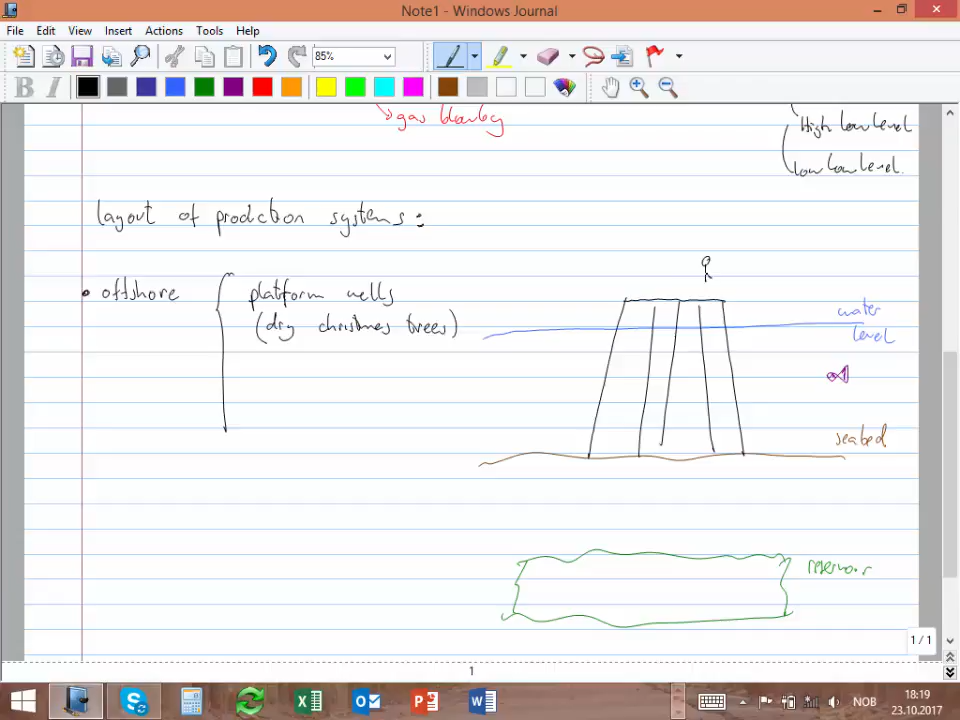 Note1 - Windows Journal
File Edit View Insert Actions Tools Help
85%
gas blowby
High low level
low low level.
layout of production systems:
• offshore
platform wells
(dry christmes trees)
water
level
seabed
reservoir
1 / 1
1
NOB
18:19
23.10.2017